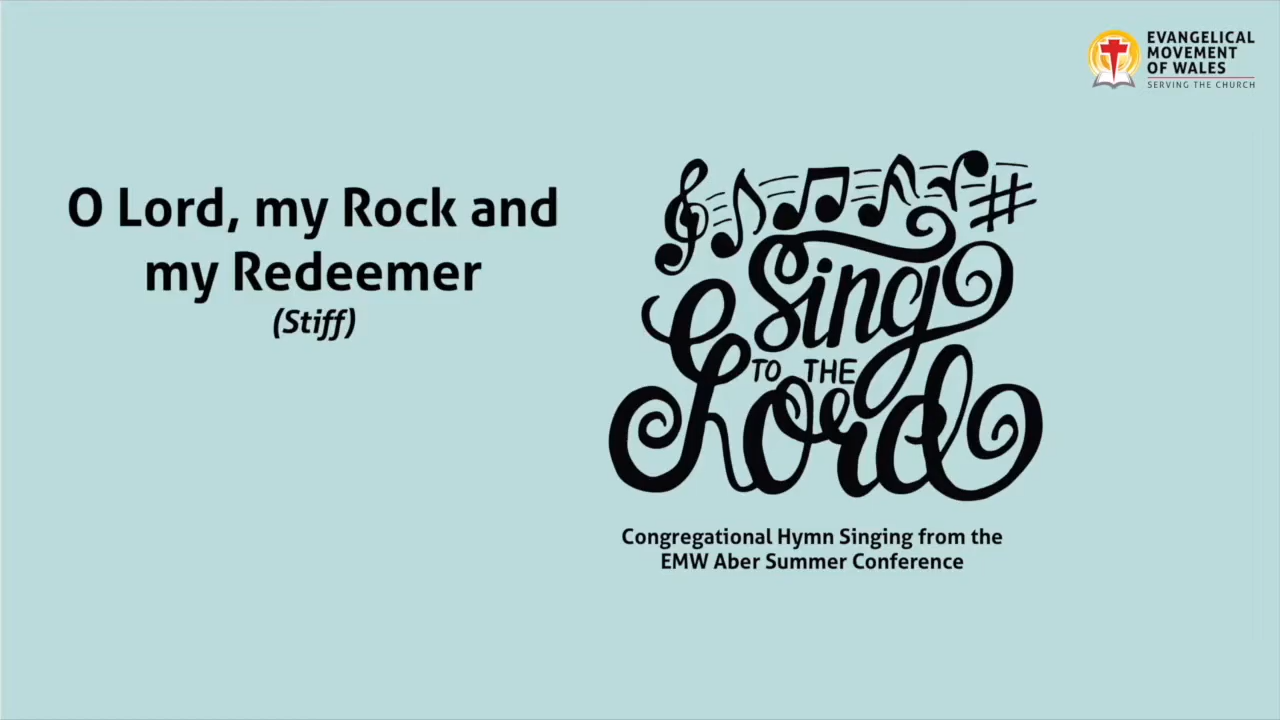 EVANGELICAL
MOVEMENT
OF WALES
SERVING THE CHURCH
O Lord, my Rock and
my Redeemer
(Stiff)
Sing
TO THE
Lord
Congregational Hymn Singing from the
EMW Aber Summer Conference